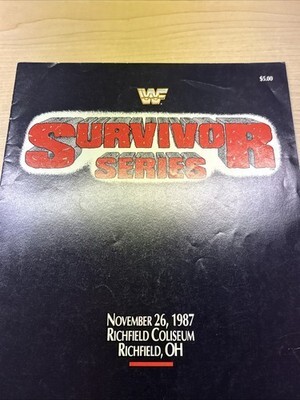 $5.00
WF
SURVIVOR
SERIES
NOVEMBER 26, 1987
RICHFIELD COLISEUM
RICHFIELD, OH